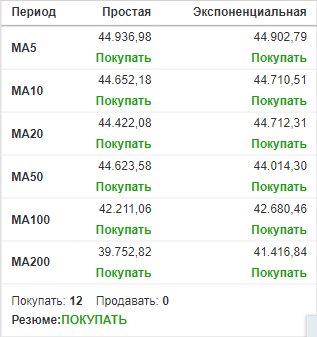 Период Простая Экспоненциальная
MA5 44.936,98 44.902,79
Покупать Покупать
MA10 44.652,18 44.710,51
Покупать Покупать
MA20 44.422,08 44.712,31
Покупать Покупать
MA50 44.623,58 44.014,30
Покупать Покупать
MA100 42.211,06 42.680,46
Покупать Покупать
MA200 39.752,82 41.416,84
Покупать Покупать
Покупать: 12 Продавать: 0
Резюме:ПОКУПАТЬ